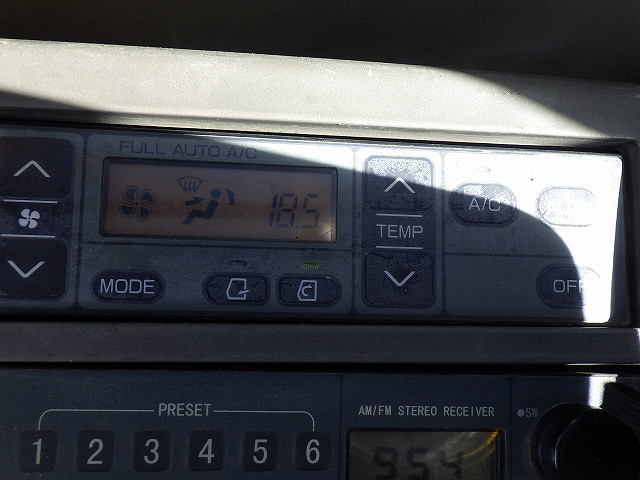 FULL AUTO A/C
18.5
TEMP
A/C
MODE
OFF
PRESET
1 2 3 4 5 6
AM/FM STEREO RECEIVER
954
SW